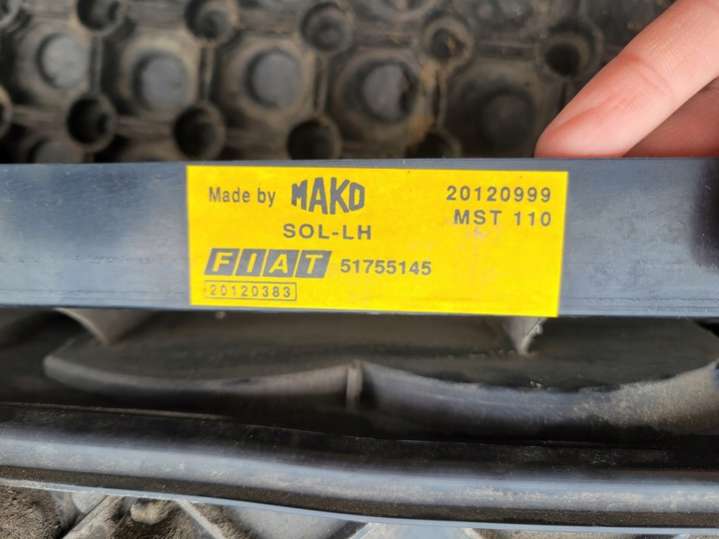 Made by MAKO 20120999
SOL-LH MST 110
FIAT 51755145
20120383